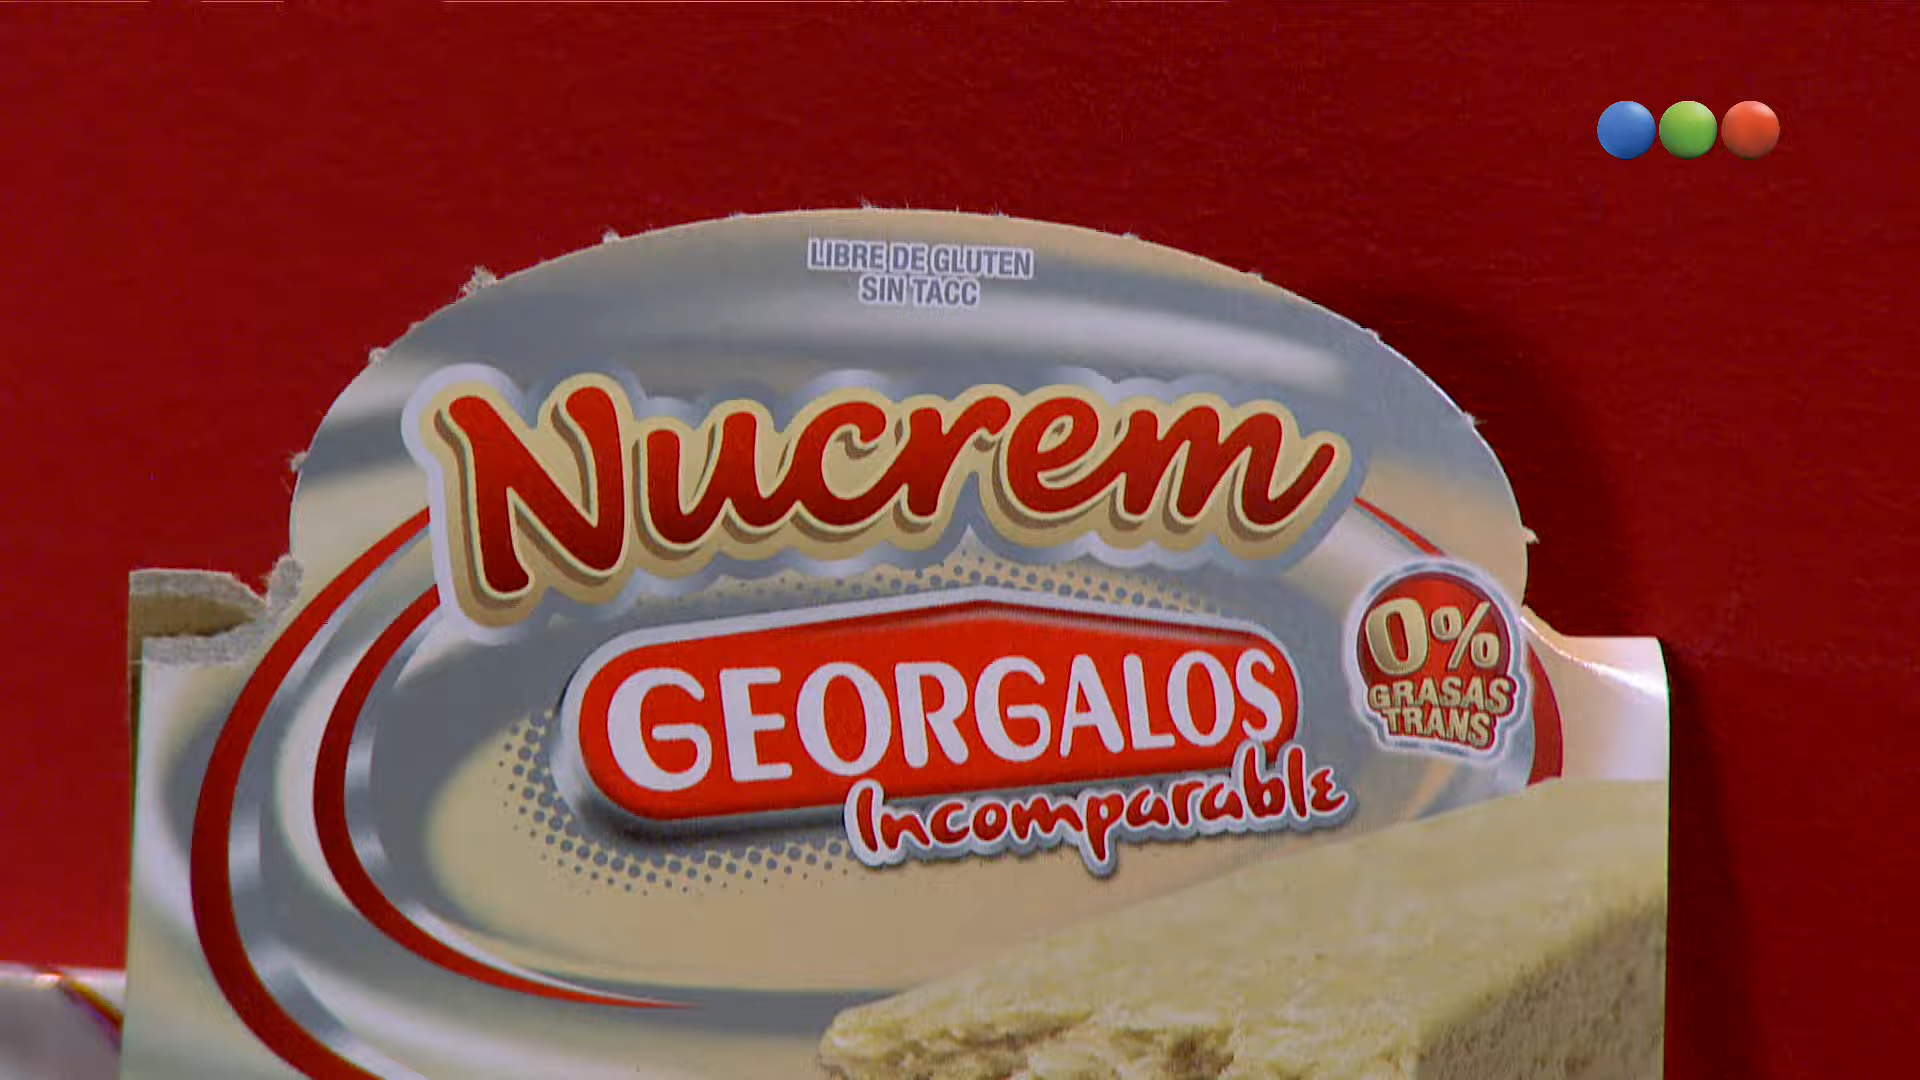 LIBRE DE GLUTEN
SIN TACC
Nucrem
GEORGALOS
Incomparable
0%
GRASAS
TRANS